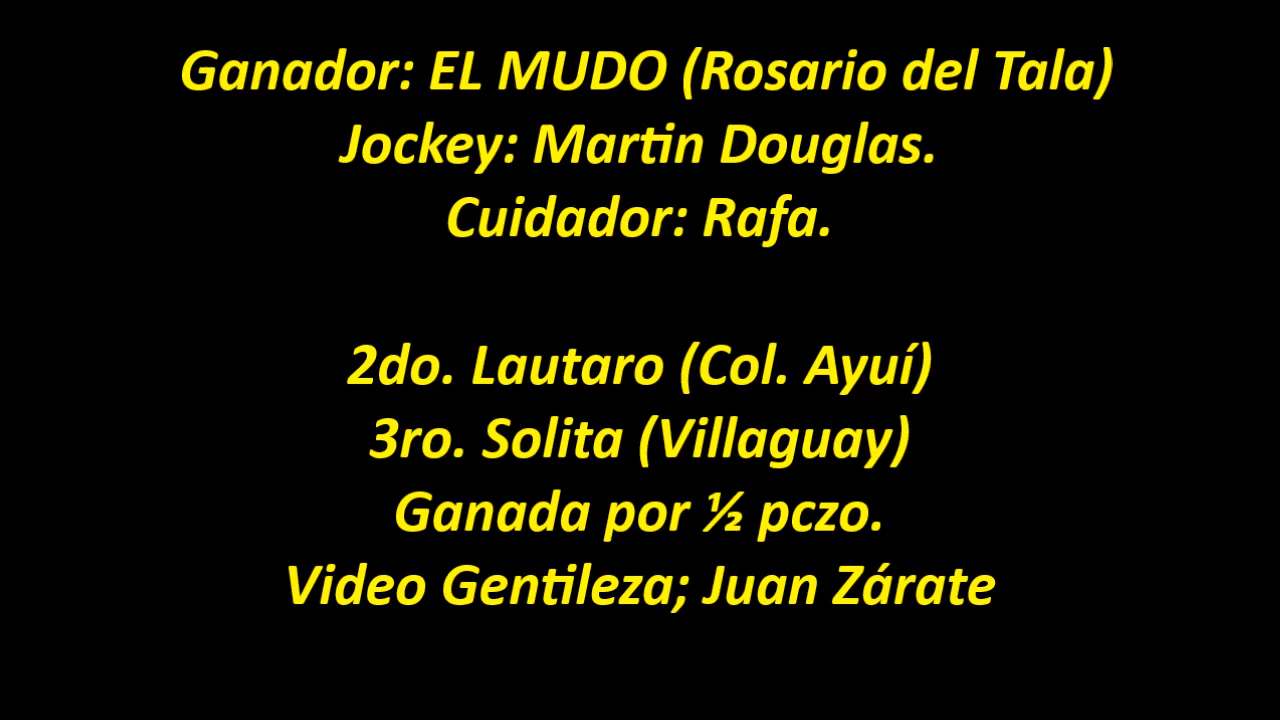 Ganador: EL MUDO (Rosario del Tala)
Jockey: Martin Douglas.
Cuidador: Rafa.
2do. Lautaro (Col. Ayuí)
3ro. Solita (Villaguay)
Ganada por ½ pczo.
Video Gentileza; Juan Zárate